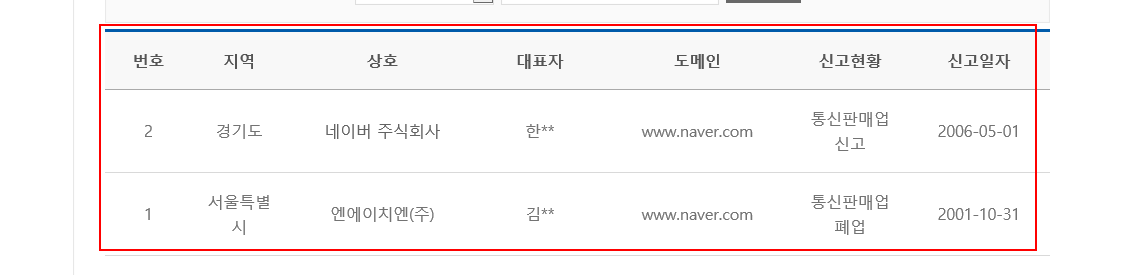 번호 지역 상호 대표자 도메인 신고현황 신고일자
2 경기도 네이버 주식회사 한** www.naver.com 통신판매업 신고 2006-05-01
1 서울특별시 엔에이치엔(주) 김** www.naver.com 통신판매업 폐업 2001-10-31